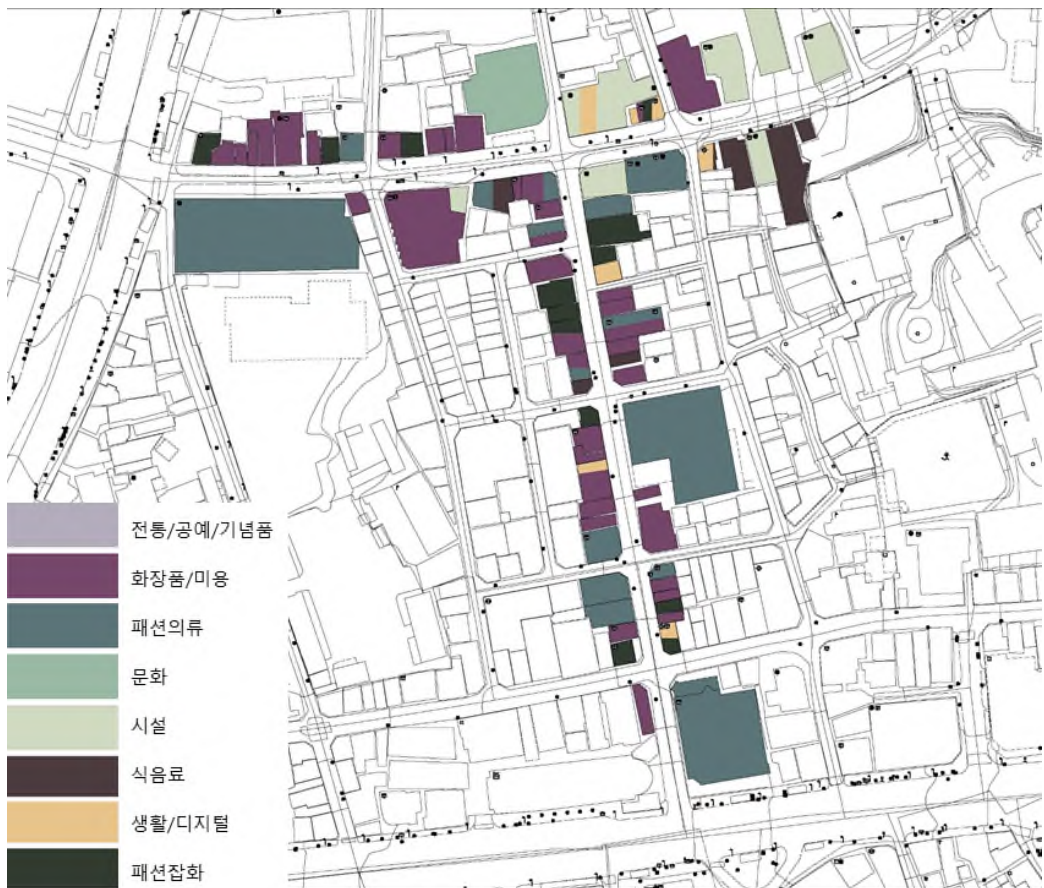 전통/공예/기념품
화장품/미용
패션의류
문화
시설
식음료
생활/디지털
패션잡화